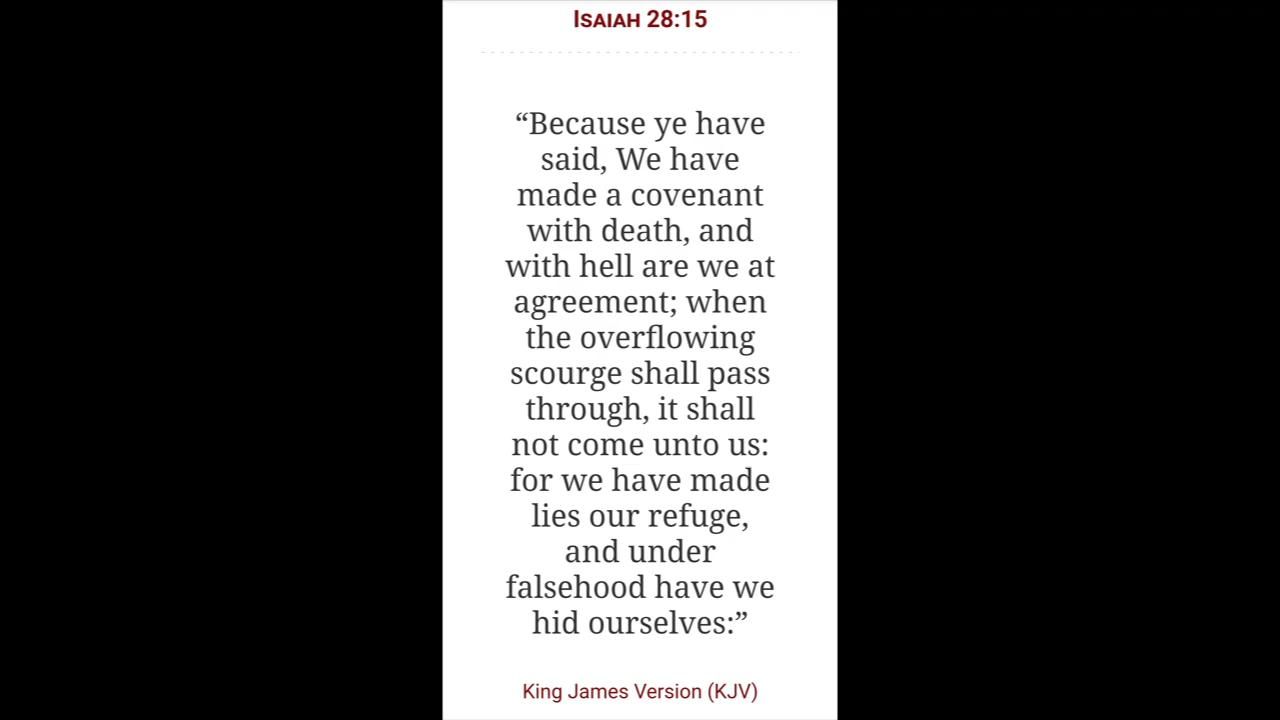 Isaiah 28:15
“Because ye have
said, We have
made a covenant
with death, and
with hell are we at
agreement; when
the overflowing
scourge shall pass
through, it shall
not come unto us:
for we have made
lies our refuge,
and under
falsehood have we
hid ourselves:”
King James Version (KJV)